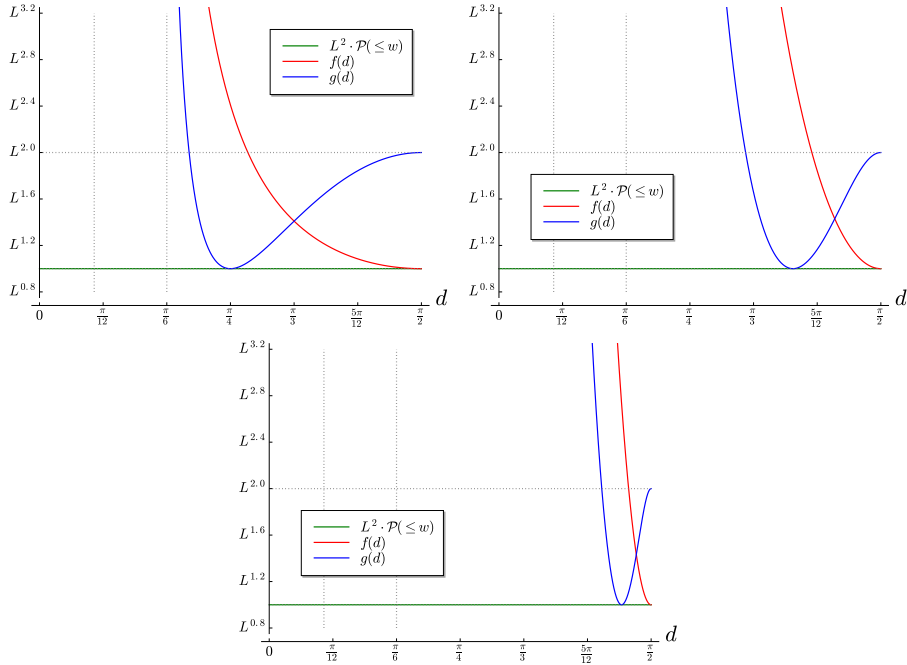 L^{3.2}
L^{2.8}
L^{2.4}
L^{2.0}
L^{1.6}
L^{1.2}
L^{0.8}
L^2 · 𝒫(≤w)
f(d)
g(d)
0 π/12 π/6 π/4 π/3 5π/12 π/2 d
L^{3.2}
L^{2.8}
L^{2.4}
L^{2.0}
L^{1.6}
L^{1.2}
L^{0.8}
L^2 · 𝒫(≤w)
f(d)
g(d)
0 π/12 π/6 π/4 π/3 5π/12 π/2 d
L^{3.2}
L^{2.8}
L^{2.4}
L^{2.0}
L^{1.6}
L^{1.2}
L^{0.8}
L^2 · 𝒫(≤w)
f(d)
g(d)
0 π/12 π/6 π/4 π/3 5π/12 π/2 d